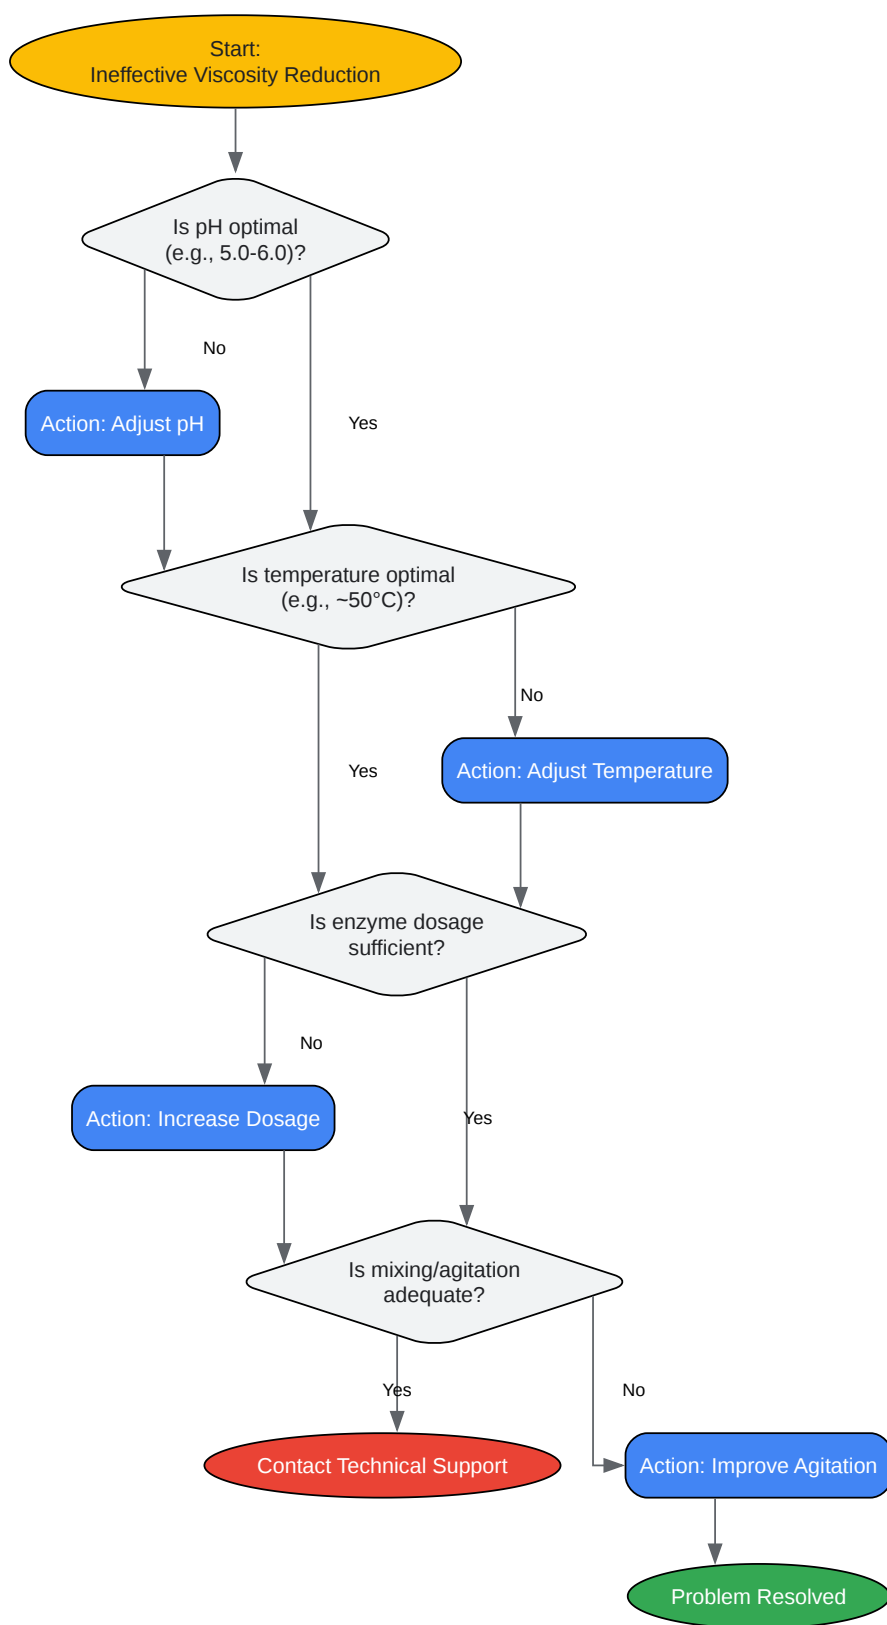 Start:
Ineffective Viscosity Reduction
Is pH optimal
(e.g., 5.0-6.0)?
No
Yes
Action: Adjust pH
Is temperature optimal
(e.g., ~50°C)?
No
Yes
Action: Adjust Temperature
Is enzyme dosage
sufficient?
No
Yes
Action: Increase Dosage
Is mixing/agitation
adequate?
Yes
No
Contact Technical Support
Action: Improve Agitation
Problem Resolved